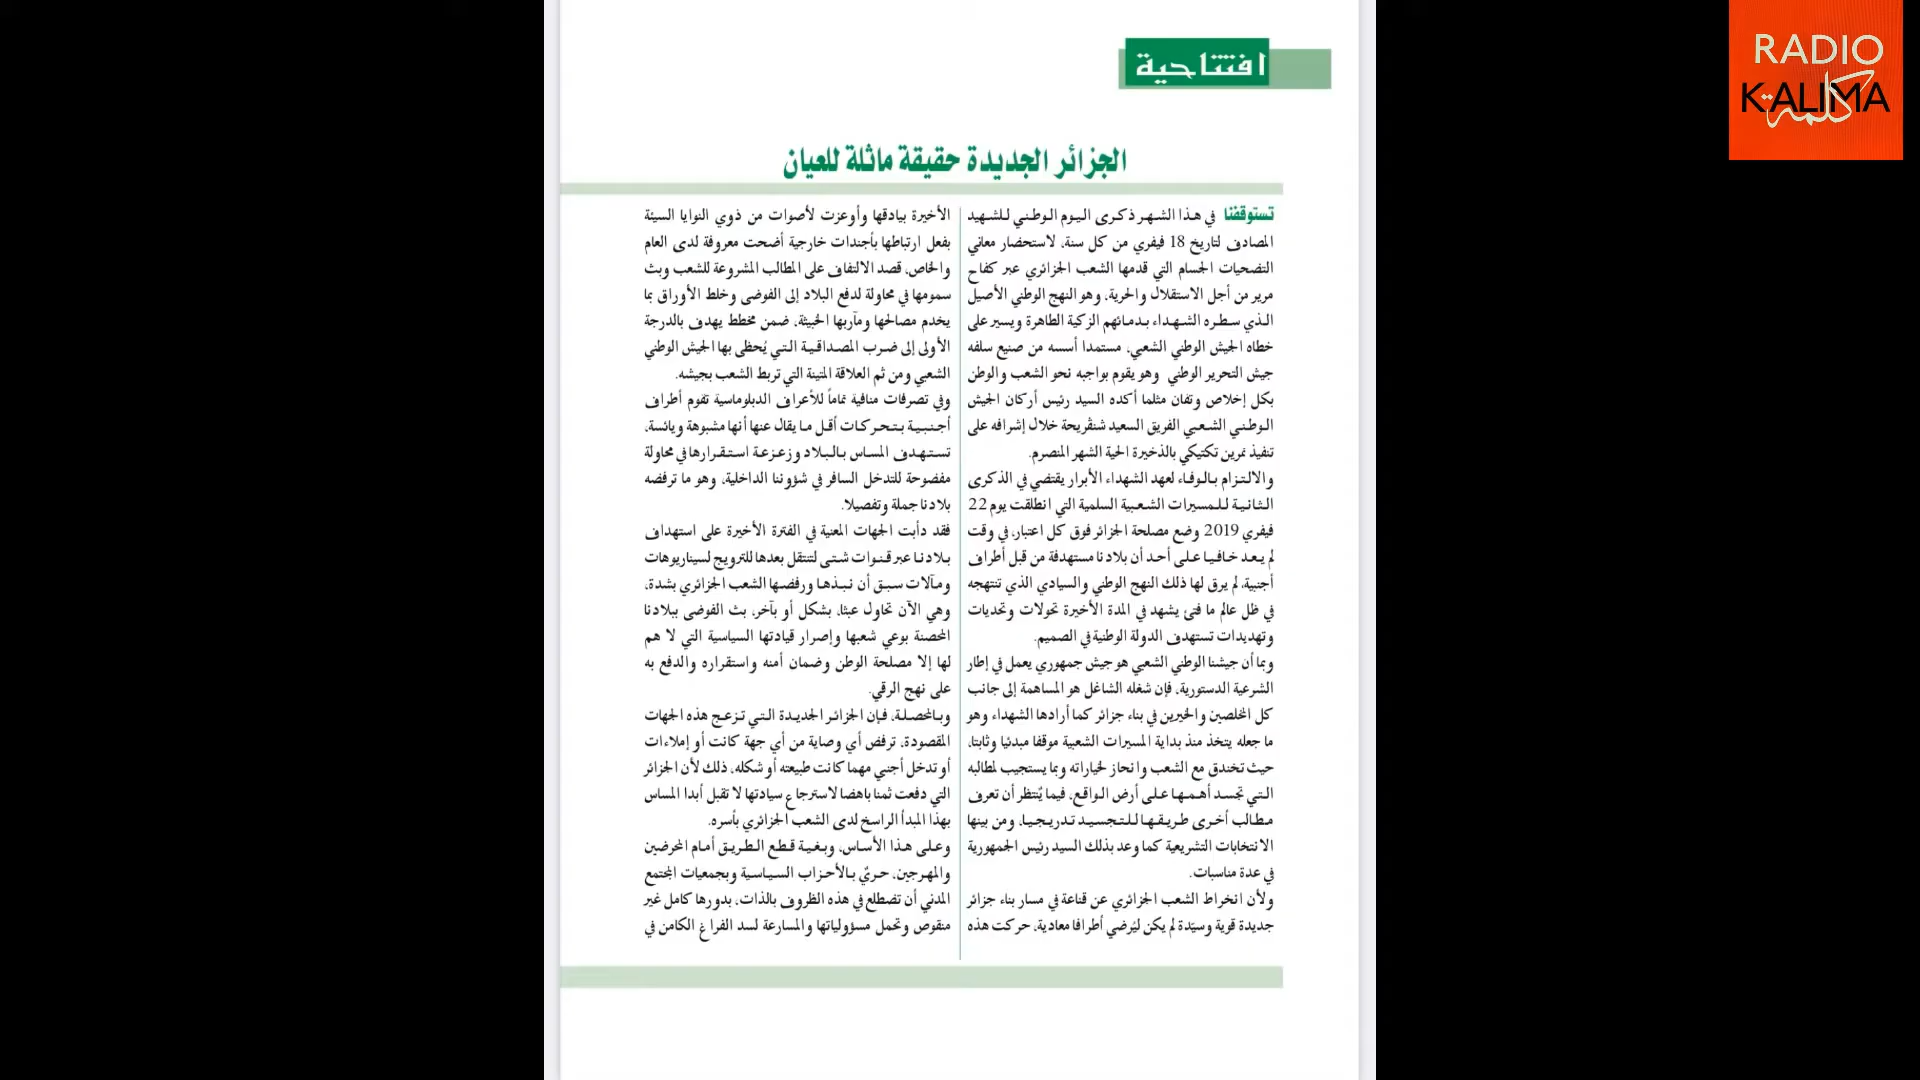 افتتاحية
RADIO
KALIMA
كلمة
الجزائر الجديدة حقيقة ماثلة للعيان
تستوقفنا في هذا الشهر ذكرى اليوم الوطني للشهيد
المصادف لتاريخ 18 فيفري من كل سنة، لاستحضار معاني
التضحيات الجسام التي قدمها الشعب الجزائري عبر كفاح
مرير من أجل الاستقلال والحرية، وهو النهج الوطني الأصيل
الذي سطره الشهداء بدمائهم الزكية الطاهرة ويسير على
خطاه الجيش الوطني الشعبي، مستمدا أسسه من صنيع سلفه
جيش التحرير الوطني وهو يقوم بواجبه نحو الشعب والوطن
بكل إخلاص وتفان مثلما أكده السيد رئيس أركان الجيش
الوطني الشعبي الفريق السعيد شنڤريحة خلال إشرافه على
تنفيذ تمرين تكتيكي بالذخيرة الحية الشهر المنصرم.
والالتزام بالوفاء لعهد الشهداء الأبرار يقتضي في الذكرى
الثانية للمسيرات الشعبية السلمية التي انطلقت يوم 22
فيفري 2019 وضع مصلحة الجزائر فوق كل اعتبار، في وقت
لم يعد خافيا على أحد أن بلادنا مستهدفة من قبل أطراف
أجنبية، لم يرق لها ذلك النهج الوطني والسيادي الذي تنتهجه
في ظل عالم ما فتئ يشهد في المدة الأخيرة تحولات وتحديات
وتهديدات تستهدف الدولة الوطنية في الصميم.
وبما أن جيشنا الوطني الشعبي هو جيش جمهوري يعمل في إطار
الشرعية الدستورية، فإن شغله الشاغل هو المساهمة إلى جانب
كل المخلصين والخيرين في بناء جزائر كما أرادها الشهداء وهو
ما جعله يتخذ منذ بداية المسيرات الشعبية موقفا مبدئيا وثابتا،
حيث تخندق مع الشعب وانحاز لخياراته وبما يستجيب لمطالبه
التي تجسد أهمها على أرض الواقع، فيما يُنتظر أن تعرف
مطالب أخرى طريقها للتجسيد تدريجيا، ومن بينها
الانتخابات التشريعية كما وعد بذلك السيد رئيس الجمهورية
في عدة مناسبات.
ولأن انخراط الشعب الجزائري عن قناعة في مسار بناء جزائر
جديدة قوية وسيّدة لم يكن ليُرضي أطرافا معادية، حركت هذه
الأخيرة بيادقها وأوعزت لأصوات من ذوي النوايا السيئة
بفعل ارتباطها بأجندات خارجية أضحت معروفة لدى العام
والخاص، قصد الالتفاف على المطالب المشروعة للشعب وبث
سمومها في محاولة لدفع البلاد إلى الفوضى وخلط الأوراق بما
يخدم مصالحها ومآربها الخبيثة، ضمن مخطط يهدف بالدرجة
الأولى إلى ضرب المصداقية التي يُحظى بها الجيش الوطني
الشعبي ومن ثم العلاقة المتينة التي تربط الشعب بجيشه.
وفي تصرفات منافية تماماً للأعراف الدبلوماسية تقوم أطراف
أجنبية بتحركات أقل ما يقال عنها أنها مشبوهة ويائسة،
تستهدف المساس بالبلاد وزعزعة استقرارها في محاولة
مفضوحة للتدخل السافر في شؤوننا الداخلية، وهو ما ترفضه
بلادنا جملة وتفصيلا.
فقد دأبت الجهات المعنية في الفترة الأخيرة على استهداف
بلادنا عبر قنوات شتى لتنتقل بعدها للترويج لسيناريوهات
ومآلات سبق أن نبذها ورفضها الشعب الجزائري بشدة،
وهي الآن تحاول عبثا، بشكل أو بآخر، بث الفوضى ببلادنا
المحصنة بوعي شعبها وإصرار قيادتها السياسية التي لا هم
لها إلا مصلحة الوطن وضمان أمنه واستقراره والدفع به
على نهج الرقي.
وبالمحصلة، فإن الجزائر الجديدة التي تزعج هذه الجهات
المقصودة، ترفض أي وصاية من أي جهة كانت أو إملاءات
أو تدخل أجنبي مهما كانت طبيعته أو شكله، ذلك لأن الجزائر
التي دفعت ثمنا باهضا لاسترجاع سيادتها لا تقبل أبدا المساس
بهذا المبدأ الراسخ لدى الشعب الجزائري بأسره.
وعلى هذا الأساس، وبغية قطع الطريق أمام المحرضين
والمهرجين، حريٌ بالأحزاب السياسية وبجمعيات المجتمع
المدني أن تضطلع في هذه الظروف بالذات، بدورها كامل غير
منقوص وتحمل مسؤولياتها والمسارعة لسد الفراغ الكامن في